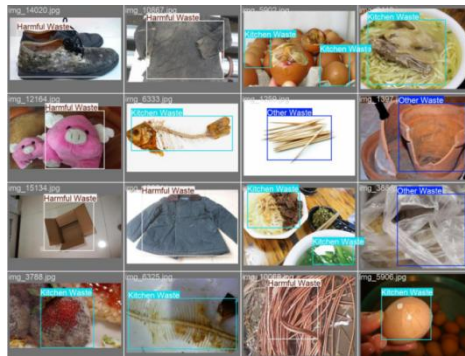 img_14020.jpg
Harmful Waste
img_10867.jpg
Harmful Waste
Kitchen Waste
Kitchen Waste
Kitchen Waste
img_12184.jpg
Harmful Waste
img_6333.jpg
Kitchen Waste
Other Waste
Other Waste
img_15134.jpg
Harmful Waste
Harmful Waste
Kitchen Waste
Kitchen Waste
Other Waste
img_3788.jpg
Kitchen Waste
img_6325.jpg
Kitchen Waste
Harmful Waste
img_5906.jpg
Kitchen Waste